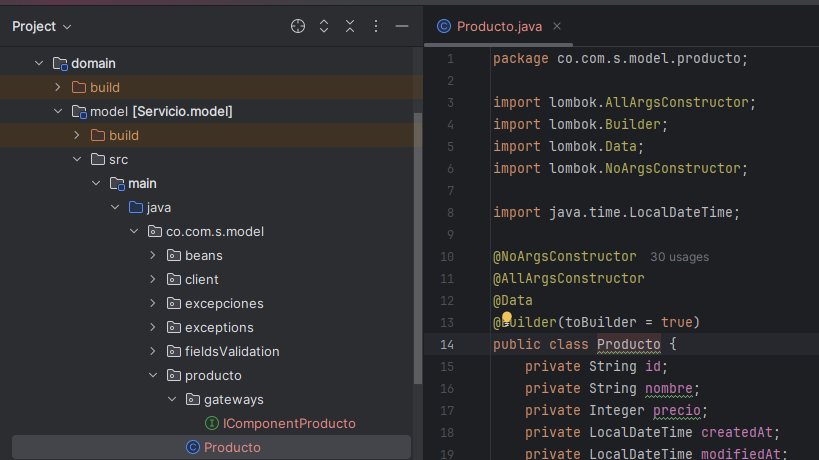 Project
domain
build
model [Servicio.model]
build
src
main
java
co.com.s.model
beans
client
excepciones
exceptions
fieldsValidation
producto
gateways
IComponentProducto
Producto
Producto.java
1 package co.com.s.model.producto;
2
3 import lombok.AllArgsConstructor;
4 import lombok.Builder;
5 import lombok.Data;
6 import lombok.NoArgsConstructor;
7
8 import java.time.LocalDateTime;
9
10 @NoArgsConstructor 30 usages
11 @AllArgsConstructor
12 @Data
13 @Builder(toBuilder = true)
14 public class Producto {
15 private String id;
16 private String nombre;
17 private Integer precio;
18 private LocalDateTime createdAt;
19 private LocalDateTime modifiedAt;